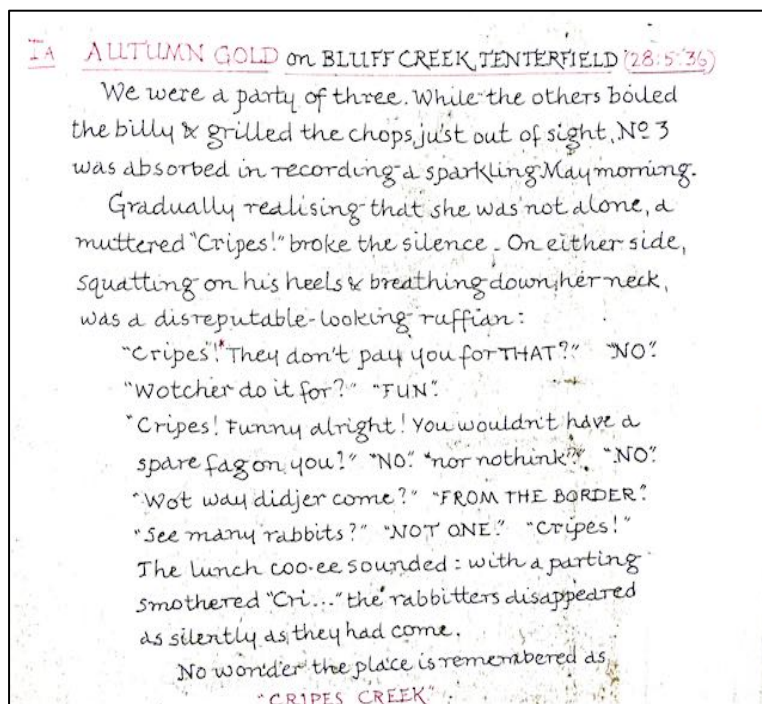 IA AUTUMN GOLD on BLUFF CREEK, TENTERFIELD (28:5:36)
We were a party of three. While the others boiled
the billy & grilled the chops, just out of sight, No 3
was absorbed in recording a sparkling May morning.
Gradually realising that she was not alone, a
muttered "Cripes!" broke the silence. On either side,
squatting on his heels & breathing down her neck,
was a disreputable-looking ruffian:
"Cripes"!* They don't pay you for THAT?" "NO".
"Wotcher do it for?" "FUN".
"Cripes! Funny alright! You wouldn't have a
spare fag on you?" "NO". "nor nothink?" "NO".
"Wot way didjer come?" "FROM THE BORDER".
"See many rabbits?" "NOT ONE." "Cripes!"
The lunch coo-ee sounded: with a parting
smothered "Cri..." the rabbitters disappeared
as silently as they had come.
No wonder the place is remembered as
"CRIPES CREEK".